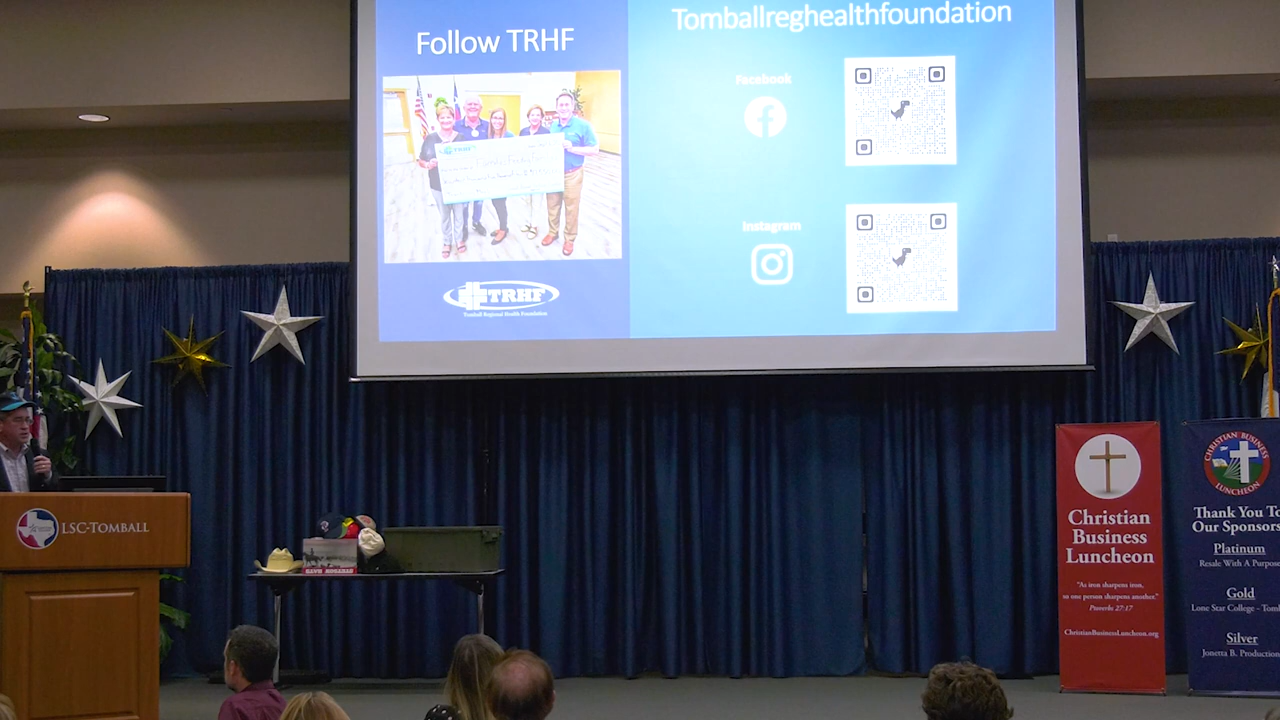 Follow TRHF
Tomballreghealthfoundation
Facebook
Instagram
TRHF
TRHF
Tomball Regional Health Foundation
LSC-TOMBALL
Christian
Business
Luncheon
"As iron sharpens iron,
so one person sharpens another."
Proverbs 27:17
ChristianBusinessLuncheon.org
CHRISTIAN BUSINESS
LUNCHEON
Thank You To
Our Sponsors
Platinum
Resale With A Purpose
Gold
Lone Star College - Tomb
Silver
Jonetta B. Production